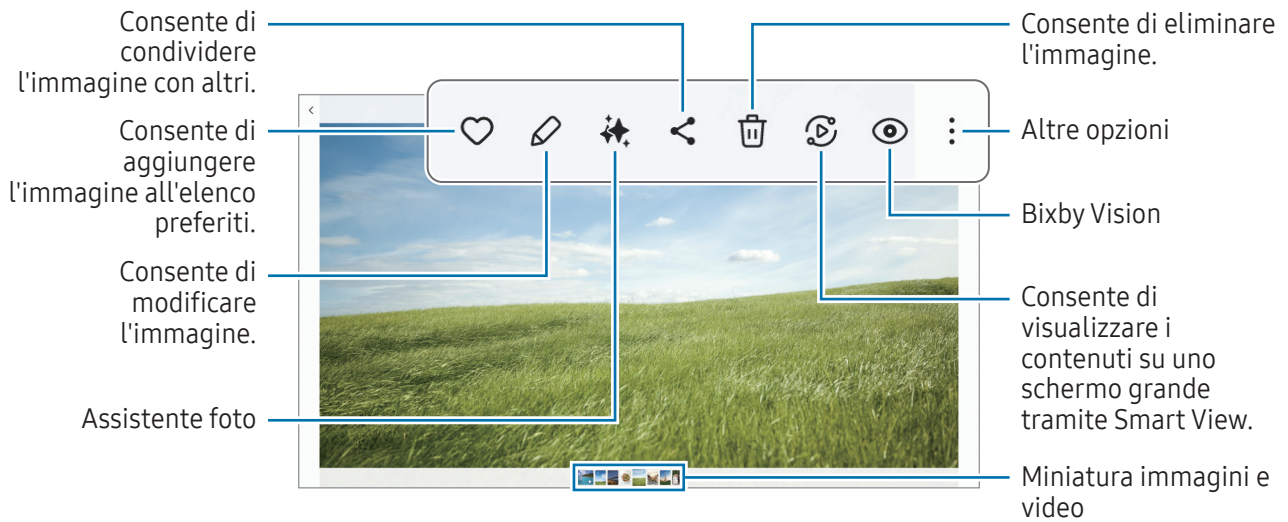 Consente di
condividere
l'immagine con altri.
Consente di
aggiungere
l'immagine all'elenco
preferiti.
Consente di
modificare
l'immagine.
Assistente foto
Consente di eliminare
l'immagine.
Altre opzioni
Bixby Vision
Consente di
visualizzare i
contenuti su uno
schermo grande
tramite Smart View.
Miniatura immagini e
video